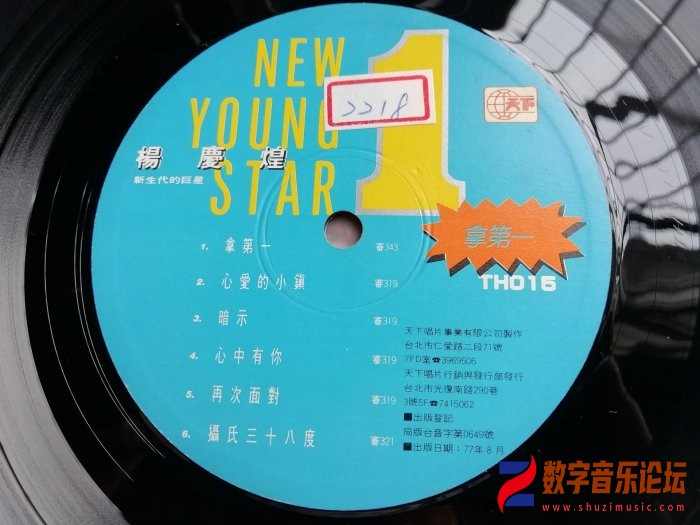 NEW
YOUNG
STAR
1
2218
天下
楊慶煌
新生代的巨星
拿第一
TH015
1. 拿第一 審343
2. 心愛的小鎮 審319
3. 暗示 審319
4. 心中有你 審319
5. 再次面對 審319
6. 攝氏三十八度 審321
天下唱片事業有限公司製作
台北市仁愛路二段71號
7FD室☎3969506
天下唱片行銷與發行部發行
台北市光復南路290巷
3號5F☎7415062
■出版登記
局版台音字第0649號
■出版日期：77年8月
数字音乐论坛
www.shuzimusic.com